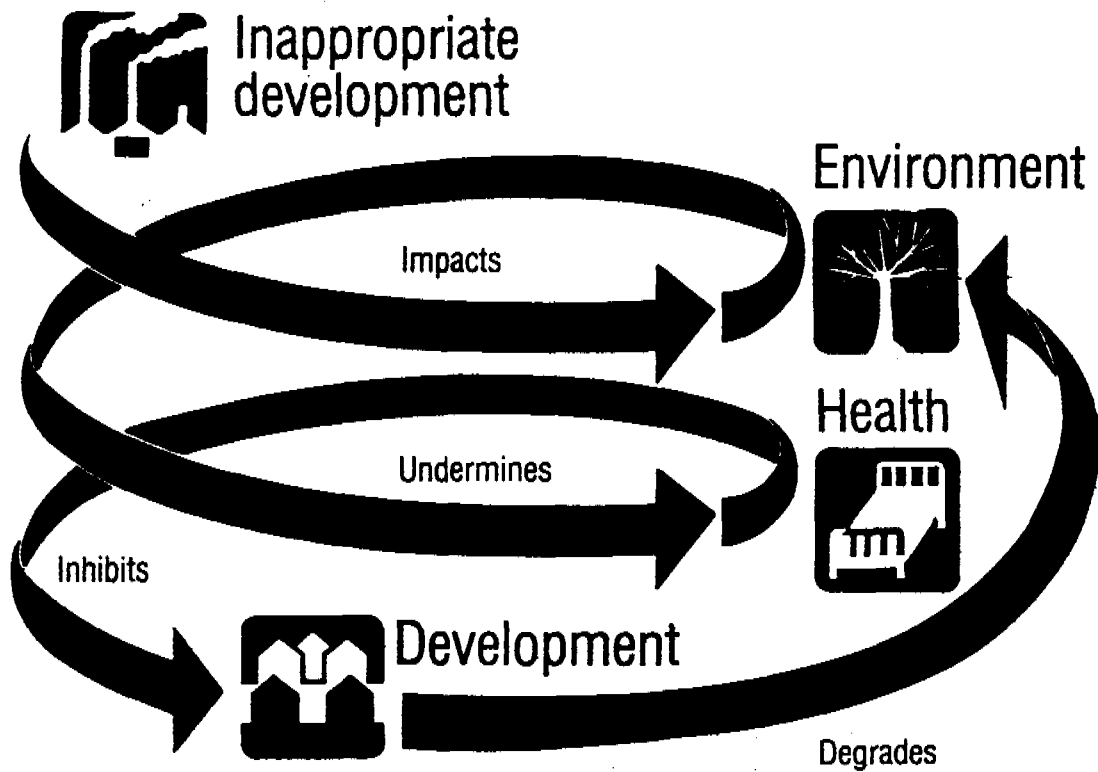 Inappropriate
development
Environment
Impacts
Health
Undermines
Inhibits
Development
Degrades